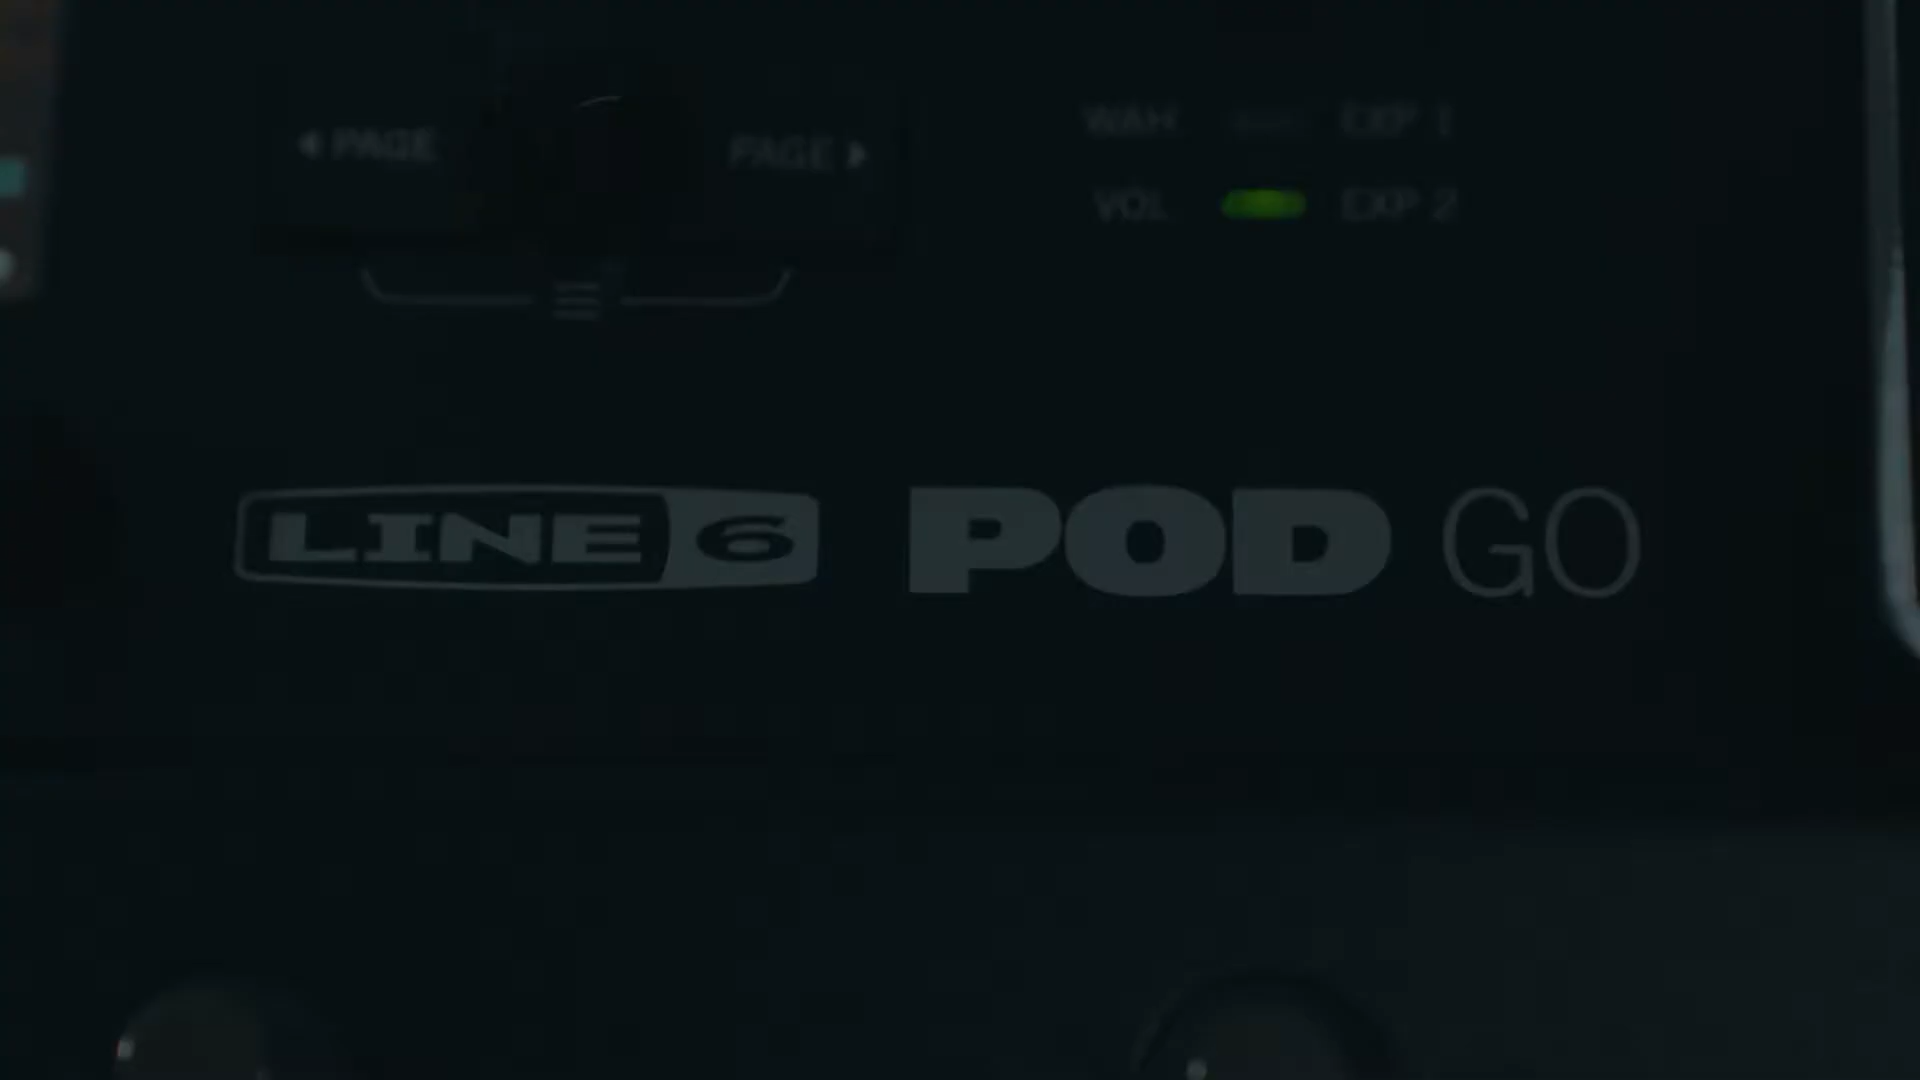 ◀ PAGE PAGE ▶
WAH EXP 1
VOL EXP 2
LINE 6 POD GO